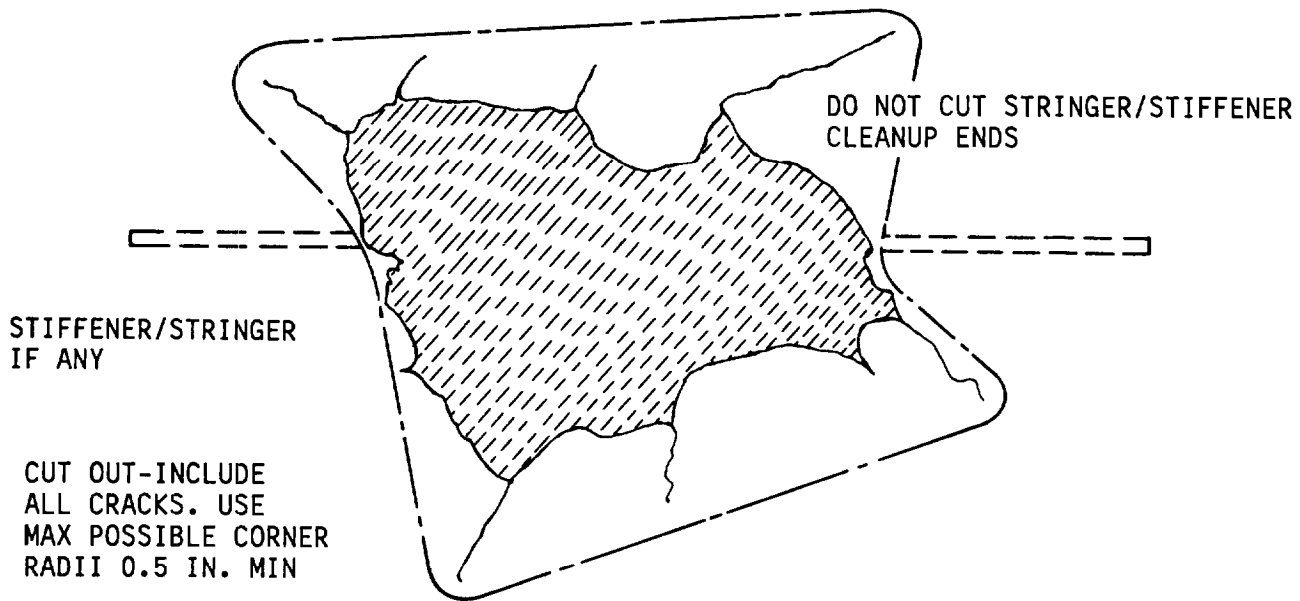 DO NOT CUT STRINGER/STIFFENER
CLEANUP ENDS
STIFFENER/STRINGER
IF ANY
CUT OUT-INCLUDE
ALL CRACKS. USE
MAX POSSIBLE CORNER
RADII 0.5 IN. MIN